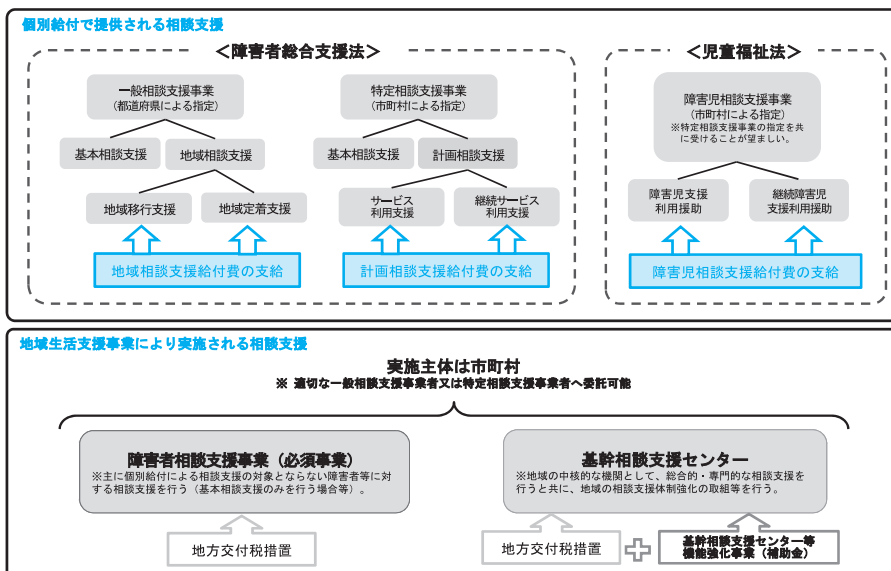 個別給付で提供される相談支援
＜障害者総合支援法＞
一般相談支援事業
（都道府県による指定）
基本相談支援
地域相談支援
地域移行支援
地域定着支援
地域相談支援給付費の支給
特定相談支援事業
（市町村による指定）
基本相談支援
計画相談支援
サービス
利用支援
継続サービス
利用支援
計画相談支援給付費の支給
＜児童福祉法＞
障害児相談支援事業
（市町村による指定）
※特定相談支援事業の指定を共
に受けることが望ましい。
障害児支援
利用援助
継続障害児
支援利用援助
障害児相談支援給付費の支給
地域生活支援事業により実施される相談支援
実施主体は市町村
※ 適切な一般相談支援事業者又は特定相談支援事業者へ委託可能
障害者相談支援事業（必須事業）
※主に個別給付による相談支援の対象とならない障害者等に対
する相談支援を行う（基本相談支援のみを行う場合等）。
地方交付税措置
基幹相談支援センター
※地域の中核的な機関として、総合的・専門的な相談支援を
行うと共に、地域の相談支援体制強化の取組等を行う。
地方交付税措置
基幹相談支援センター等
機能強化事業（補助金）